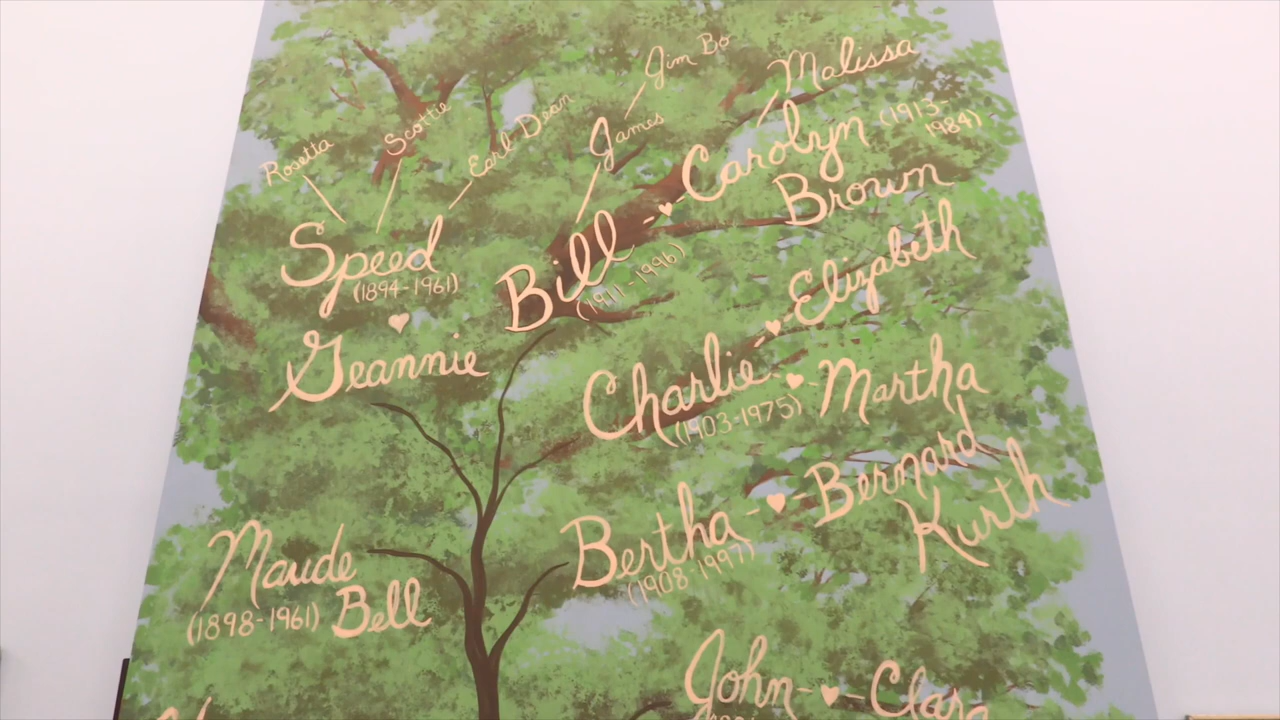 Jim Bo
Malissa
Rosetta
Scottie
Earl Dean
James
Carolyn (1913-
1984)
Brown
Speed
(1894-1961)
Bill
(1911-1996)
Geannie
Elizabeth
Charlie
(1903-1975)
Martha
Bernard
Kurth
Bertha
(1908-1997)
Maude
(1898-1961) Bell
John - Clara